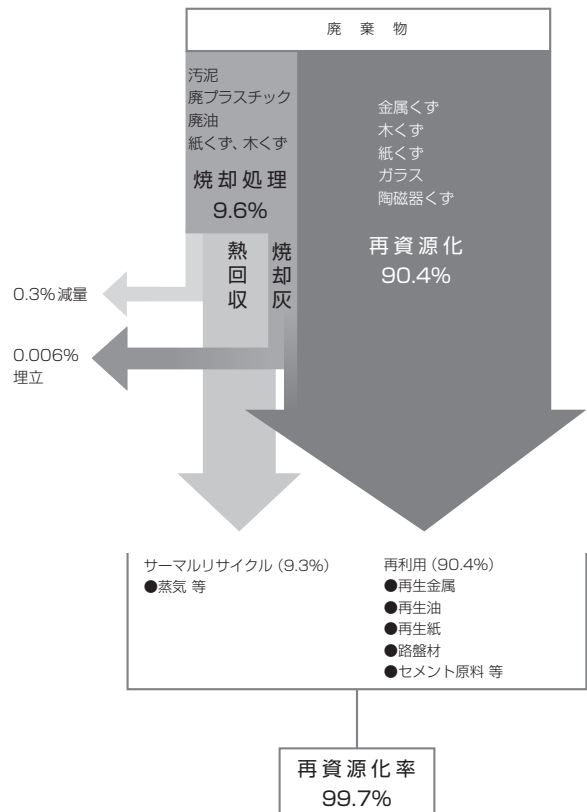 廃棄物
汚泥
廃プラスチック
廃油
紙くず、木くず
焼却処理
9.6%
金属くず
木くず
紙くず
ガラス
陶磁器くず
再資源化
90.4%
熱回収
焼却灰
0.3%減量
0.006%
埋立
サーマルリサイクル (9.3%)
●蒸気 等
再利用 (90.4%)
●再生金属
●再生油
●再生紙
●路盤材
●セメント原料 等
再資源化率
99.7%